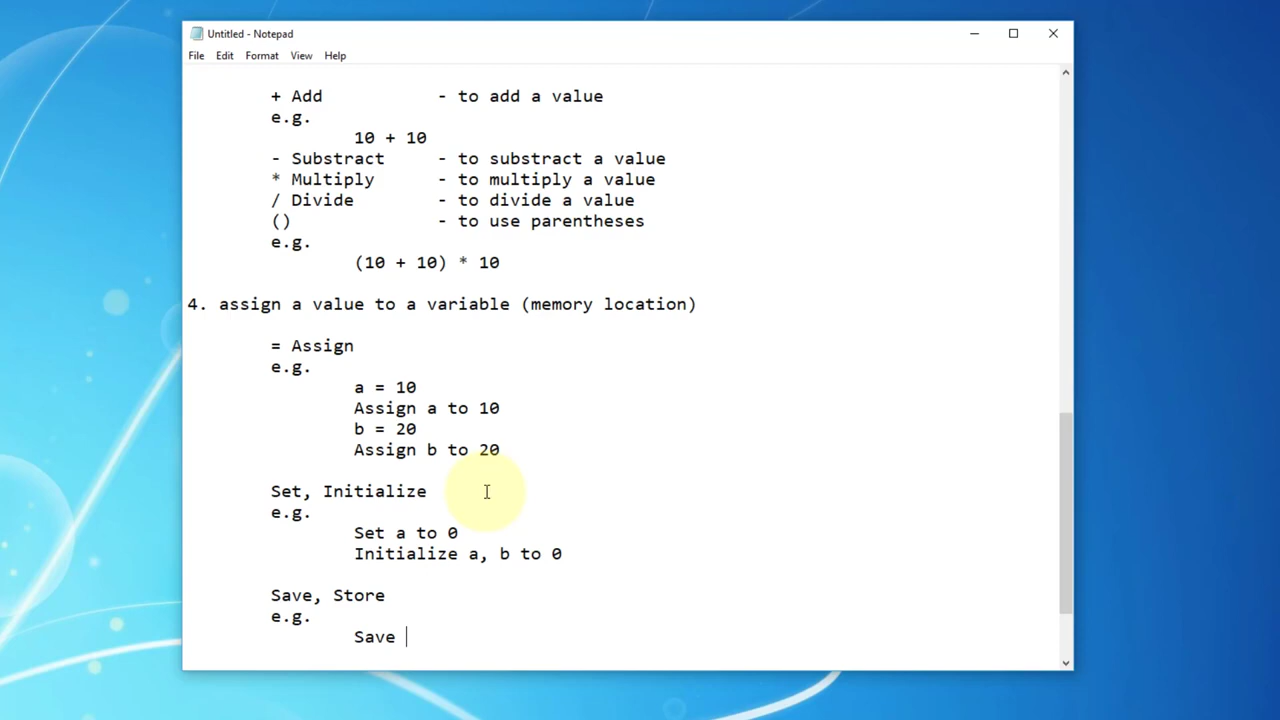 Untitled - Notepad
File Edit Format View Help
+ Add - to add a value
e.g.
10 + 10
- Substract - to substract a value
* Multiply - to multiply a value
/ Divide - to divide a value
() - to use parentheses
e.g.
(10 + 10) * 10
4. assign a value to a variable (memory location)
= Assign
e.g.
a = 10
Assign a to 10
b = 20
Assign b to 20
Set, Initialize
e.g.
Set a to 0
Initialize a, b to 0
Save, Store
e.g.
Save